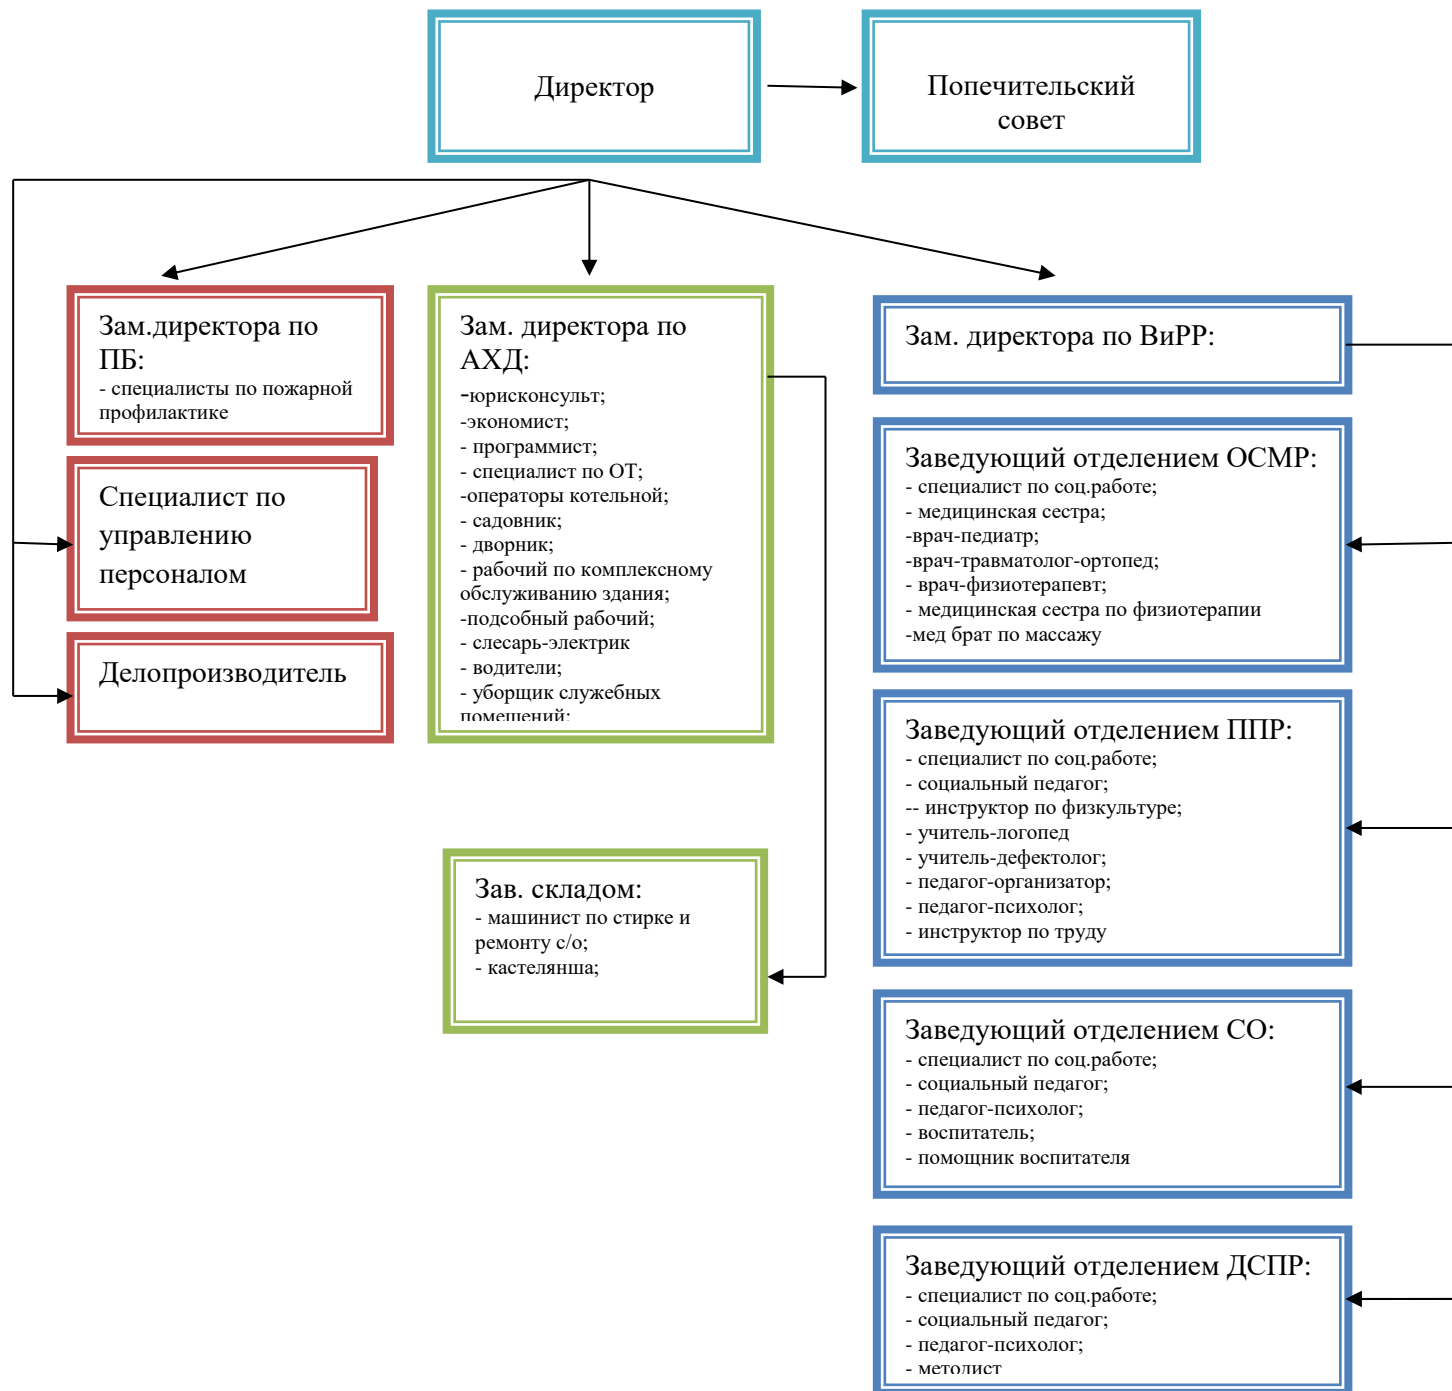 Директор
Попечительский
совет
Зам.директора по
ПБ:
- специалисты по пожарной
профилактике
Специалист по
управлению
персоналом
Делопроизводитель
Зам. директора по
АХД:
-юрисконсульт;
-экономист;
- программист;
- специалист по ОТ;
-операторы котельной;
- садовник;
- дворник;
- рабочий по комплексному
обслуживанию здания;
-подсобный рабочий;
- слесарь-электрик
- водители;
- уборщик служебных
помещений;
Зав. складом:
- машинист по стирке и
ремонту с/о;
- кастелянша;
Зам. директора по ВиРР:
Заведующий отделением ОСМР:
- специалист по соц.работе;
- медицинская сестра;
-врач-педиатр;
-врач-травматолог-ортопед;
- врач-физиотерапевт;
- медицинская сестра по физиотерапии
-мед брат по массажу
Заведующий отделением ППР:
- специалист по соц.работе;
- социальный педагог;
-- инструктор по физкультуре;
- учитель-логопед
- учитель-дефектолог;
- педагог-организатор;
- педагог-психолог;
- инструктор по труду
Заведующий отделением СО:
- специалист по соц.работе;
- социальный педагог;
- педагог-психолог;
- воспитатель;
- помощник воспитателя
Заведующий отделением ДСПР:
- специалист по соц.работе;
- социальный педагог;
- педагог-психолог;
- методист